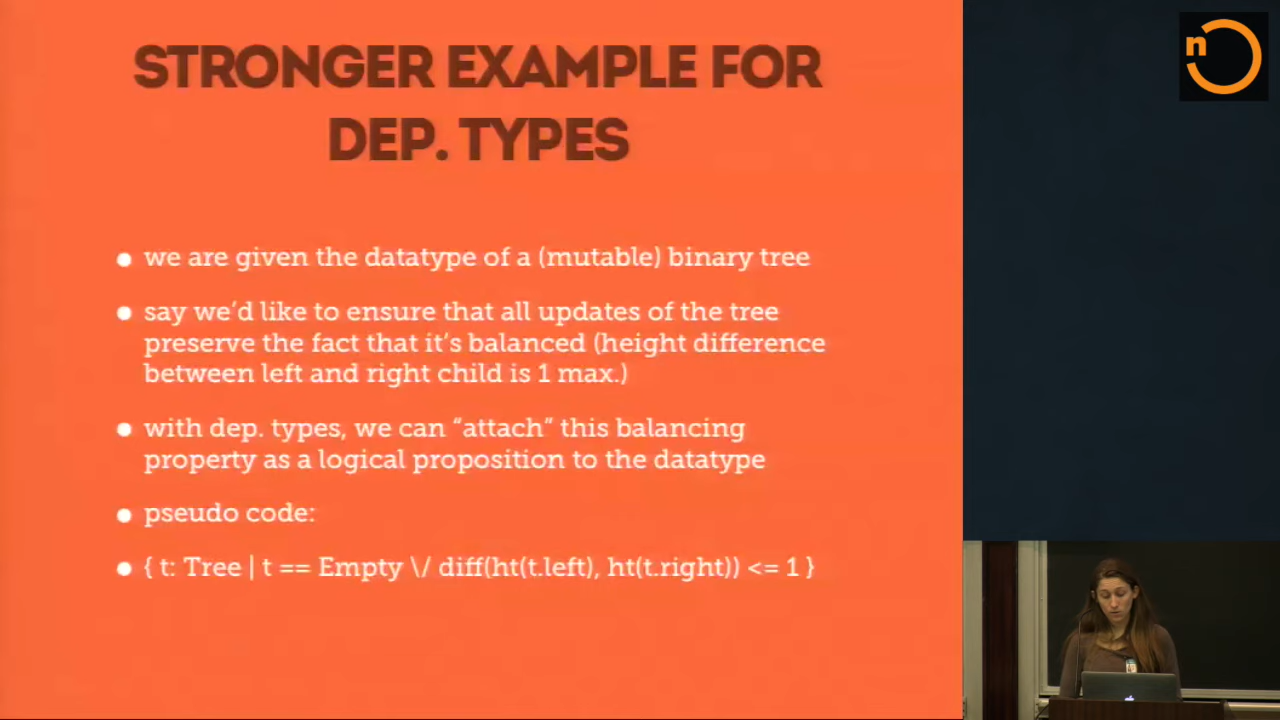 STRONGER EXAMPLE FOR
DEP. TYPES
n
• we are given the datatype of a (mutable) binary tree
• say we'd like to ensure that all updates of the tree
preserve the fact that it's balanced (height difference
between left and right child is 1 max.)
• with dep. types, we can “attach” this balancing
property as a logical proposition to the datatype
• pseudo code:
• { t: Tree | t == Empty \/ diff(ht(t.left), ht(t.right)) <= 1 }